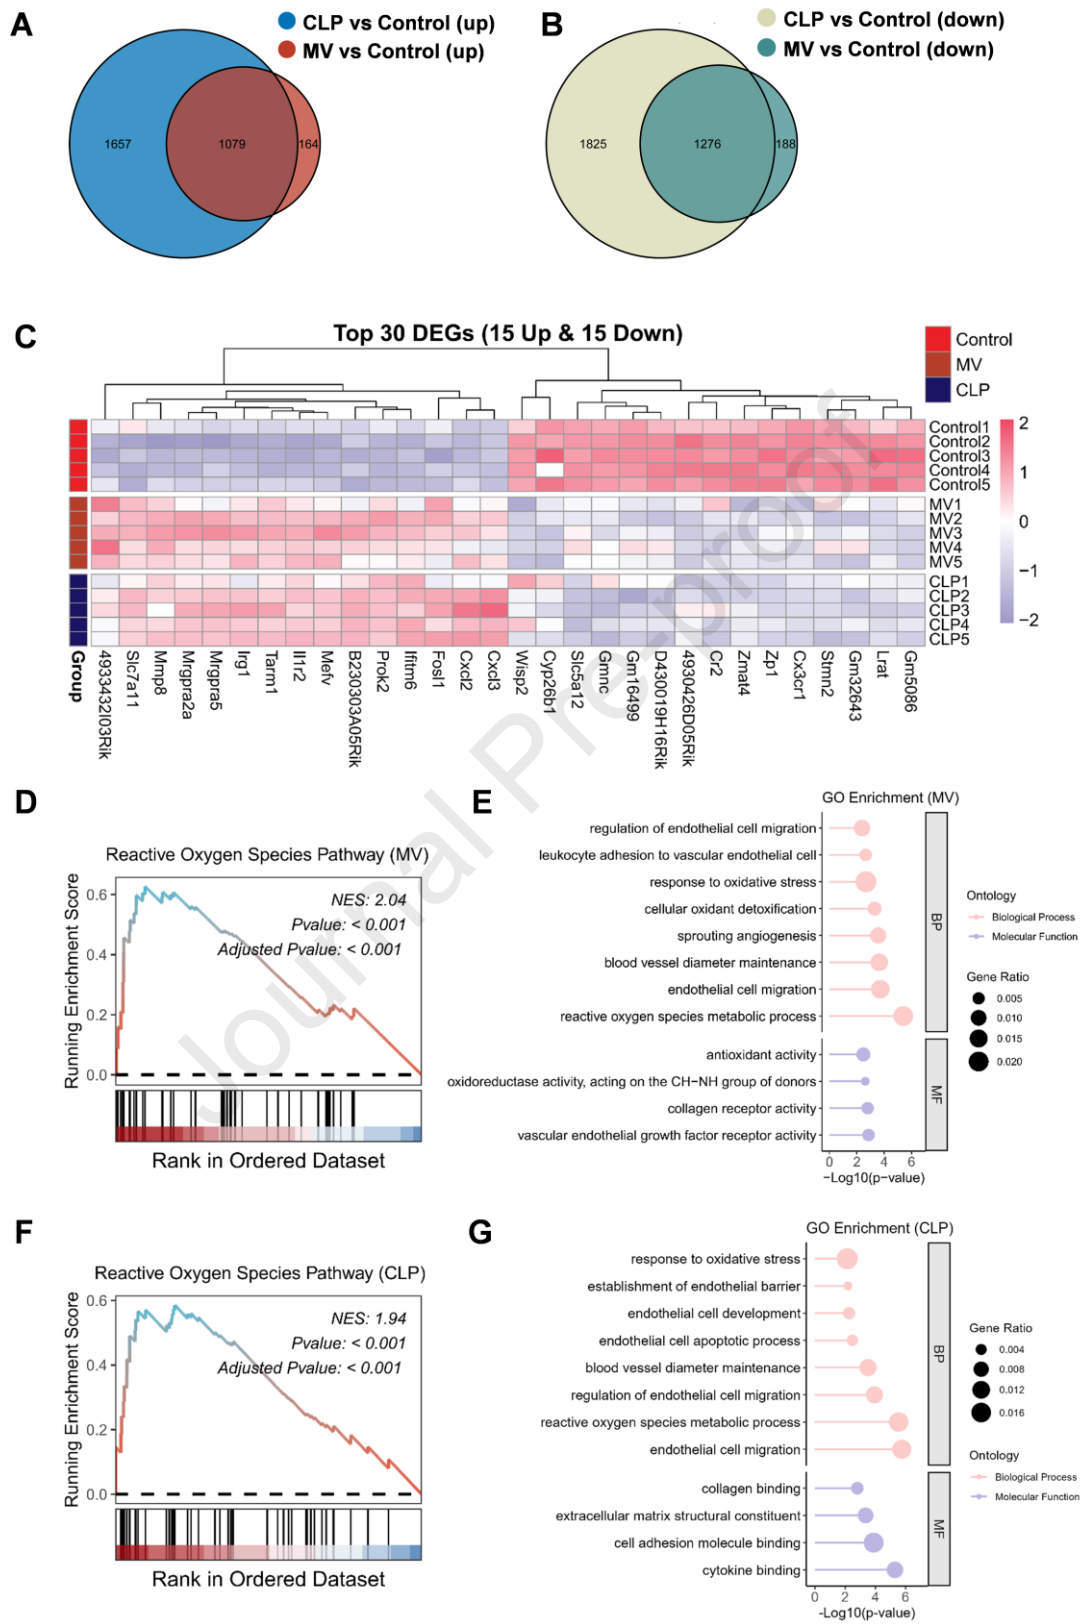 A
CLP vs Control (up)
MV vs Control (up)
1657
1079
164
B
CLP vs Control (down)
MV vs Control (down)
1825
1276
188
C
Top 30 DEGs (15 Up & 15 Down)
Control
MV
CLP
Control1
Control2
Control3
Control4
Control5
MV1
MV2
MV3
MV4
MV5
CLP1
CLP2
CLP3
CLP4
CLP5
2
1
0
−1
−2
Group
4933432I03Rik
Slc7a11
Mmp8
Mrgpra2a
Mrgpra5
Irg1
Tarm1
Il1r2
Mefv
B230303A05Rik
Prok2
Ifitm6
Fosl1
Cxcl2
Cxcl3
Wisp2
Cyp26b1
Slc5a12
Gmnc
Gm16499
D430019H16Rik
4930426D05Rik
Cr2
Zmat4
Zp1
Cx3cr1
Stmn2
Gm32643
Lrat
Gm5086
Journal Pre-proof
D
Reactive Oxygen Species Pathway (MV)
NES: 2.04
Pvalue: < 0.001
Adjusted Pvalue: < 0.001
Running Enrichment Score
0.6
0.4
0.2
0.0
Rank in Ordered Dataset
E
GO Enrichment (MV)
regulation of endothelial cell migration
leukocyte adhesion to vascular endothelial cell
response to oxidative stress
cellular oxidant detoxification
sprouting angiogenesis
blood vessel diameter maintenance
endothelial cell migration
reactive oxygen species metabolic process
BP
antioxidant activity
oxidoreductase activity, acting on the CH−NH group of donors
collagen receptor activity
vascular endothelial growth factor receptor activity
MF
0 2 4 6
−Log10(p−value)
Ontology
Biological Process
Molecular Function
Gene Ratio
0.005
0.010
0.015
0.020
F
Reactive Oxygen Species Pathway (CLP)
NES: 1.94
Pvalue: < 0.001
Adjusted Pvalue: < 0.001
Running Enrichment Score
0.6
0.4
0.2
0.0
Rank in Ordered Dataset
G
GO Enrichment (CLP)
response to oxidative stress
establishment of endothelial barrier
endothelial cell development
endothelial cell apoptotic process
blood vessel diameter maintenance
regulation of endothelial cell migration
reactive oxygen species metabolic process
endothelial cell migration
BP
collagen binding
extracellular matrix structural constituent
cell adhesion molecule binding
cytokine binding
MF
0 2 4 6
-Log10(p-value)
Gene Ratio
0.004
0.008
0.012
0.016
Ontology
Biological Process
Molecular Function